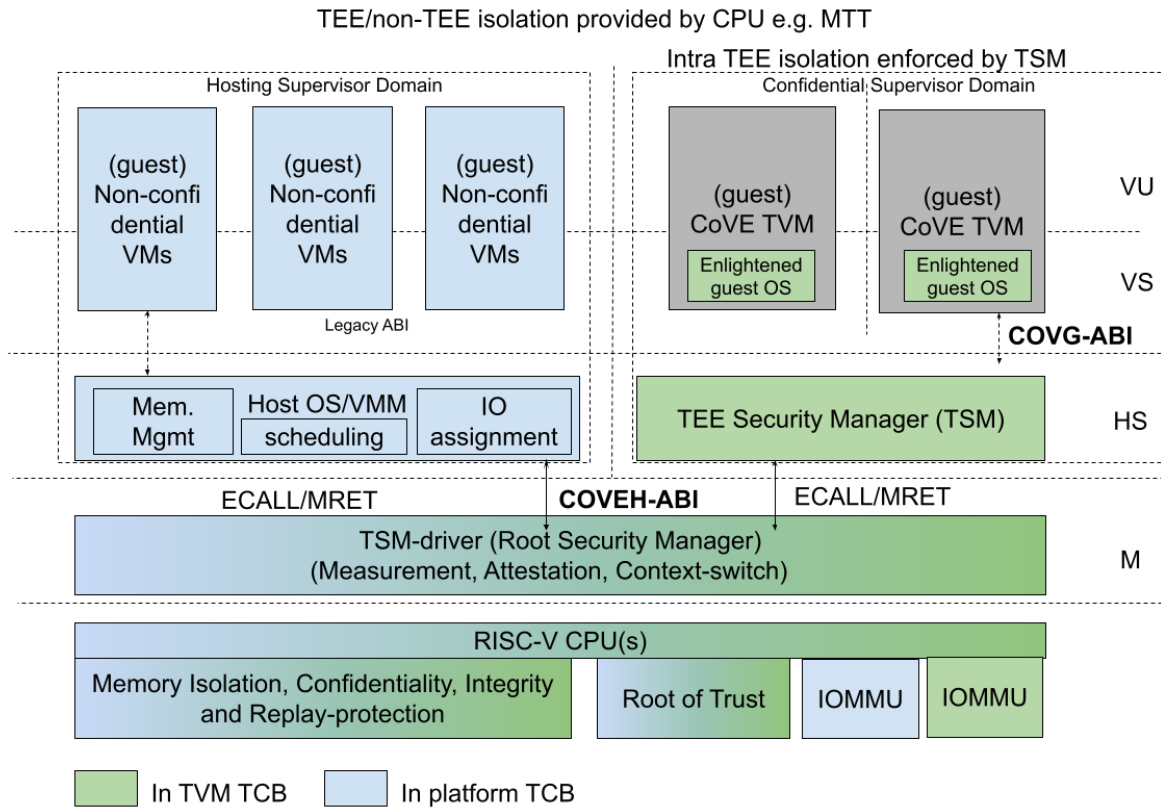 TEE/non-TEE isolation provided by CPU e.g. MTT
Intra TEE isolation enforced by TSM
Hosting Supervisor Domain
Confidential Supervisor Domain
(guest)
Non-confi
dential
VMs
(guest)
Non-confi
dential
VMs
(guest)
Non-confi
dential
VMs
(guest)
CoVE TVM
Enlightened
guest OS
(guest)
CoVE TVM
Enlightened
guest OS
VU
VS
Legacy ABI
COVG-ABI
Mem.
Mgmt
Host OS/VMM
scheduling
IO
assignment
TEE Security Manager (TSM)
HS
ECALL/MRET
COVEH-ABI
ECALL/MRET
TSM-driver (Root Security Manager)
(Measurement, Attestation, Context-switch)
M
RISC-V CPU(s)
Memory Isolation, Confidentiality, Integrity
and Replay-protection
Root of Trust
IOMMU
IOMMU
In TVM TCB
In platform TCB